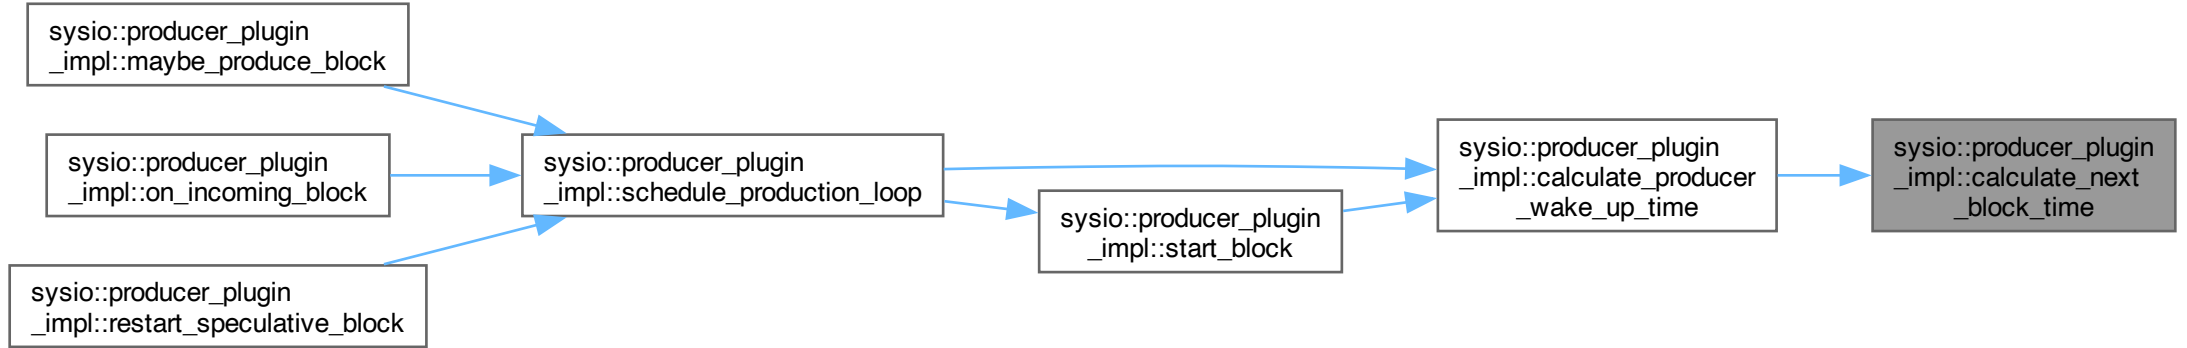 sysio::producer_plugin
_impl::maybe_produce_block
sysio::producer_plugin
_impl::on_incoming_block
sysio::producer_plugin
_impl::restart_speculative_block
sysio::producer_plugin
_impl::schedule_production_loop
sysio::producer_plugin
_impl::start_block
sysio::producer_plugin
_impl::calculate_producer
_wake_up_time
sysio::producer_plugin
_impl::calculate_next
_block_time